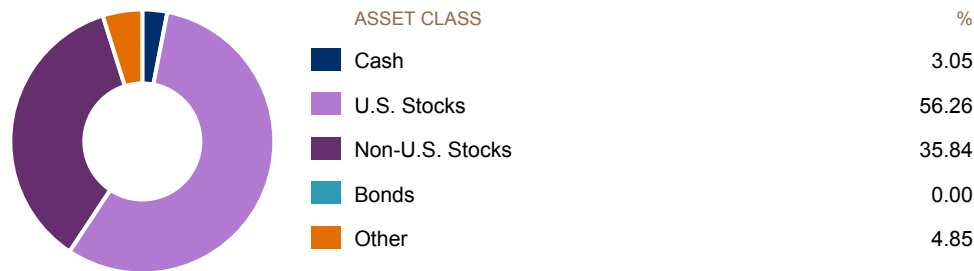 ASSET CLASS %
Cash 3.05
U.S. Stocks 56.26
Non-U.S. Stocks 35.84
Bonds 0.00
Other 4.85